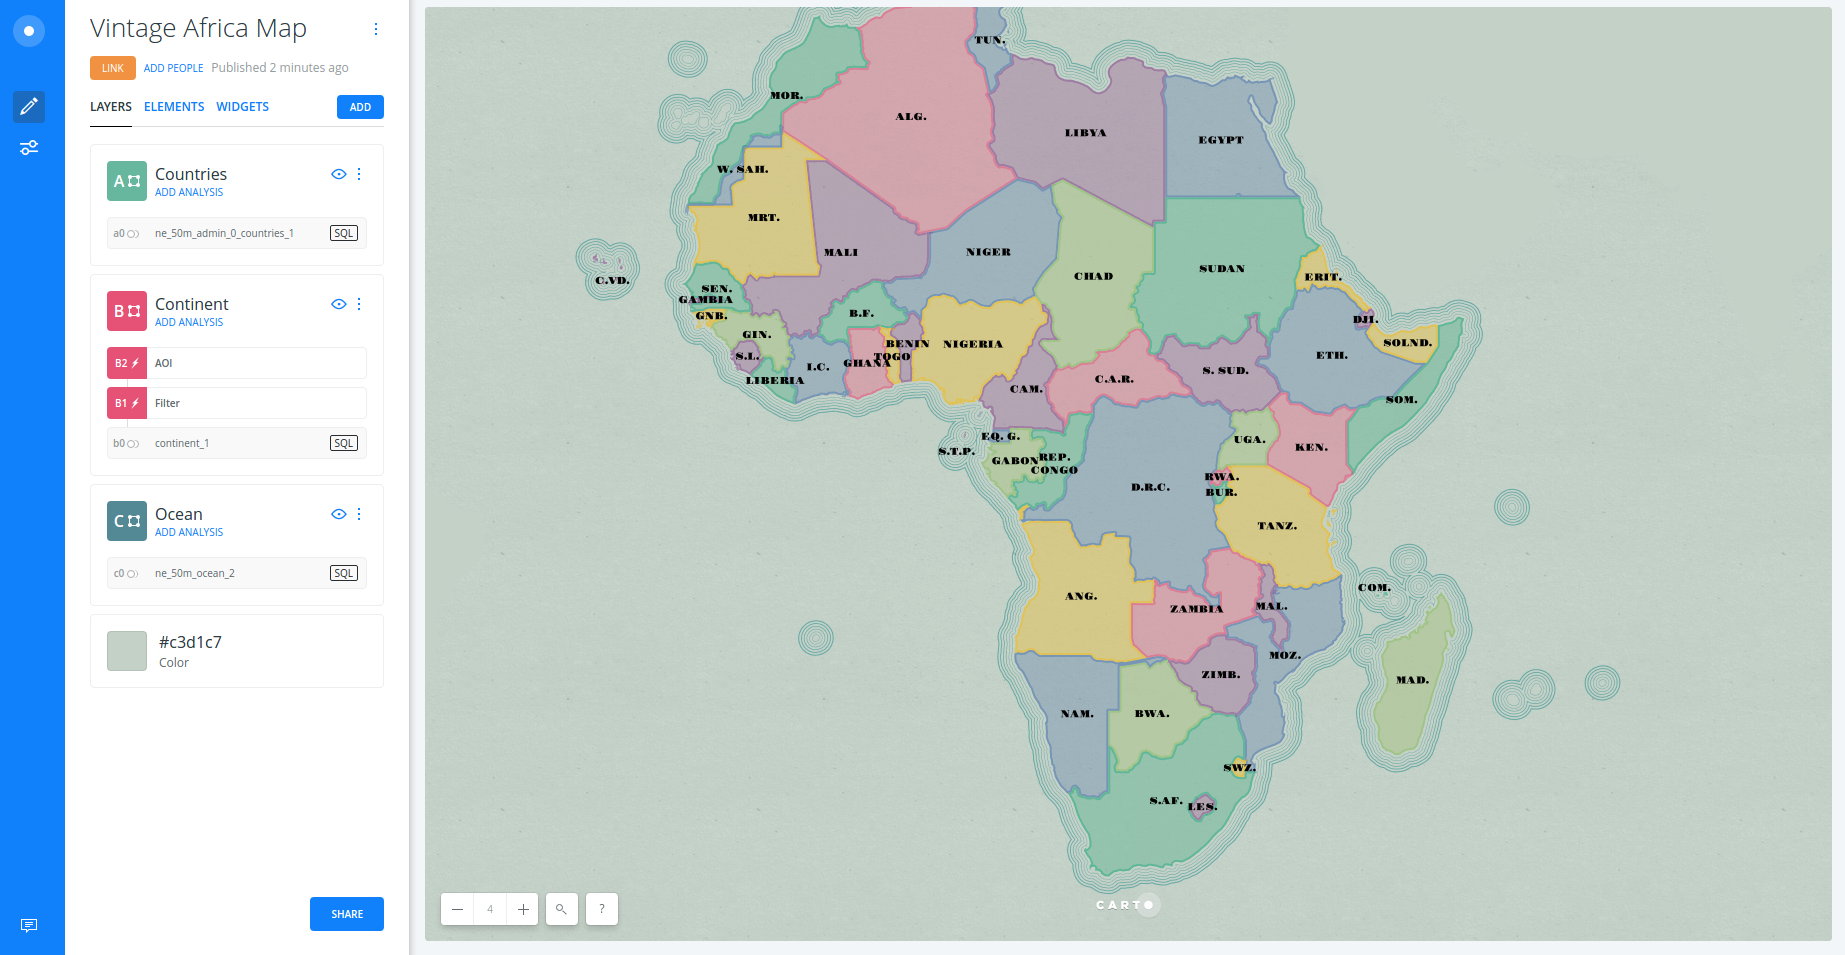 Vintage Africa Map
LINK ADD PEOPLE Published 2 minutes ago
LAYERS ELEMENTS WIDGETS ADD
A Countries
ADD ANALYSIS
a0 ne_50m_admin_0_countries_1 SQL
B Continent
ADD ANALYSIS
B2 AOI
B1 Filter
b0 continent_1 SQL
C Ocean
ADD ANALYSIS
c0 ne_50m_ocean_2 SQL
#c3d1c7
Color
SHARE
TUN.
MOR.
ALG.
LIBYA
EGYPT
W. SAH.
MRT.
MALI
NIGER
CHAD
SUDAN
ERIT.
C.VD.
SEN.
GAMBIA
GNB.
GIN.
B.F.
DJI.
S.L.
BENIN
TOGO
NIGERIA
SOLND.
ETH.
I.C.
GHANA
LIBERIA
CAM.
C.A.R.
S. SUD.
SOM.
EQ. G.
S.T.P.
GABON
REP.
CONGO
UGA.
KEN.
D.R.C.
RWA.
BUR.
TANZ.
ANG.
ZAMBIA
MAL.
COM.
MOZ.
ZIMB.
MAD.
NAM.
BWA.
SWZ.
S.AF.
LES.
4 ?
CARTO